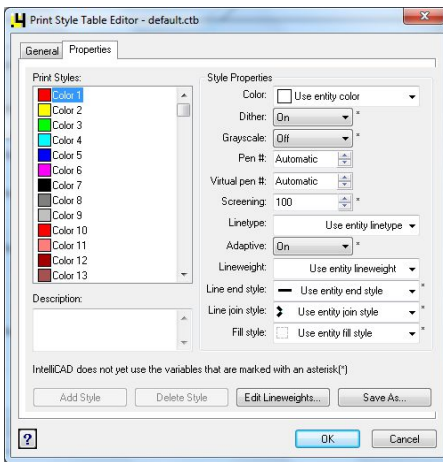 Print Style Table Editor - default.ctb
General Properties
Print Styles:
Color 1
Color 2
Color 3
Color 4
Color 5
Color 6
Color 7
Color 8
Color 9
Color 10
Color 11
Color 12
Color 13
Description:
Style Properties
Color: Use entity color
Dither: On *
Grayscale: Off *
Pen #: Automatic
Virtual pen #: Automatic
Screening: 100 *
Linetype: Use entity linetype
Adaptive: On *
Lineweight: Use entity lineweight
Line end style: Use entity end style *
Line join style: Use entity join style *
Fill style: Use entity fill style *
IntelliCAD does not yet use the variables that are marked with an asterisk(*)
Add Style Delete Style Edit Lineweights... Save As...
? OK Cancel